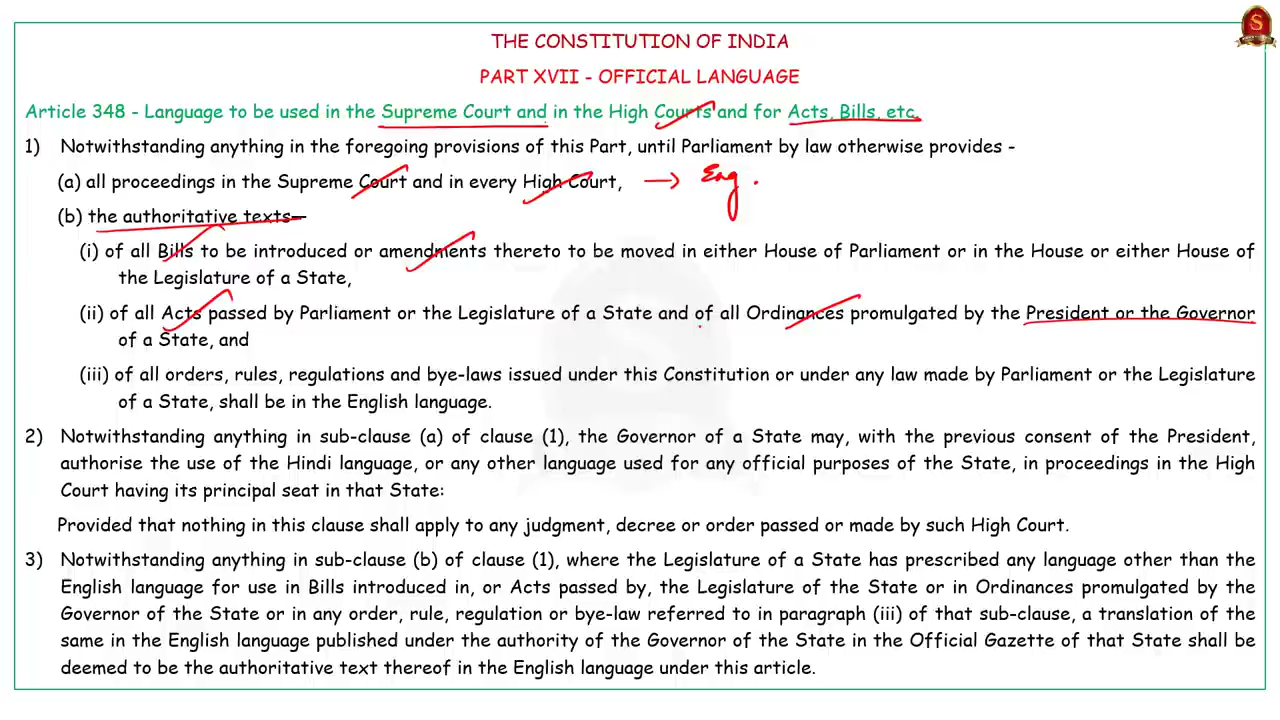 S
THE CONSTITUTION OF INDIA
PART XVII - OFFICIAL LANGUAGE
Article 348 - Language to be used in the Supreme Court and in the High Courts and for Acts, Bills, etc.
1) Notwithstanding anything in the foregoing provisions of this Part, until Parliament by law otherwise provides -
(a) all proceedings in the Supreme Court and in every High Court, → Eng.
(b) the authoritative texts—
(i) of all Bills to be introduced or amendments thereto to be moved in either House of Parliament or in the House or either House of
the Legislature of a State,
(ii) of all Acts passed by Parliament or the Legislature of a State and of all Ordinances promulgated by the President or the Governor
of a State, and
(iii) of all orders, rules, regulations and bye-laws issued under this Constitution or under any law made by Parliament or the Legislature
of a State, shall be in the English language.
2) Notwithstanding anything in sub-clause (a) of clause (1), the Governor of a State may, with the previous consent of the President,
authorise the use of the Hindi language, or any other language used for any official purposes of the State, in proceedings in the High
Court having its principal seat in that State:
Provided that nothing in this clause shall apply to any judgment, decree or order passed or made by such High Court.
3) Notwithstanding anything in sub-clause (b) of clause (1), where the Legislature of a State has prescribed any language other than the
English language for use in Bills introduced in, or Acts passed by, the Legislature of the State or in Ordinances promulgated by the
Governor of the State or in any order, rule, regulation or bye-law referred to in paragraph (iii) of that sub-clause, a translation of the
same in the English language published under the authority of the Governor of the State in the Official Gazette of that State shall be
deemed to be the authoritative text thereof in the English language under this article.